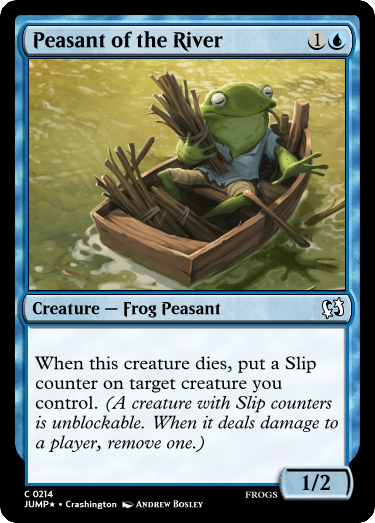 Peasant of the River 1
Creature — Frog Peasant
When this creature dies, put a Slip
counter on target creature you
control. (A creature with Slip counters
is unblockable. When it deals damage to
a player, remove one.)
1/2
C 0214 FROGS
JUMP★ • Crashington Andrew Bosley